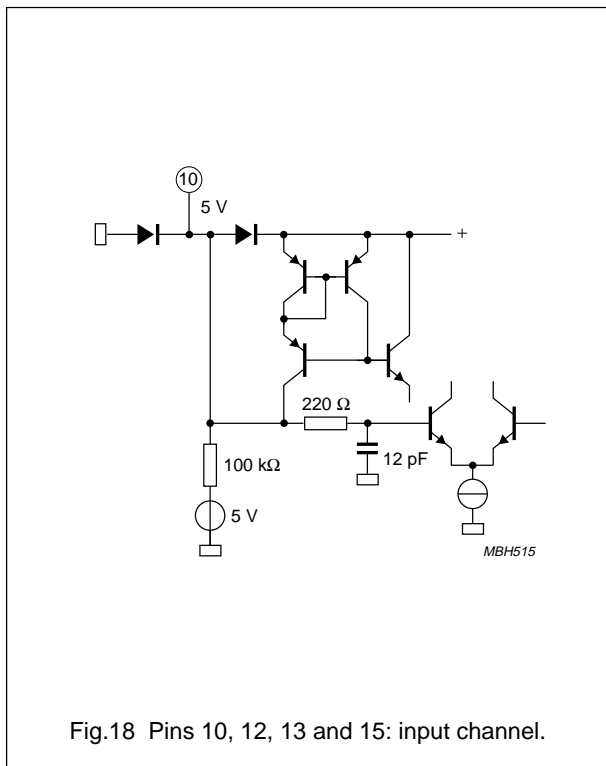 10
5 V
+
220 Ω
12 pF
100 kΩ
5 V
MBH515
Fig.18 Pins 10, 12, 13 and 15: input channel.